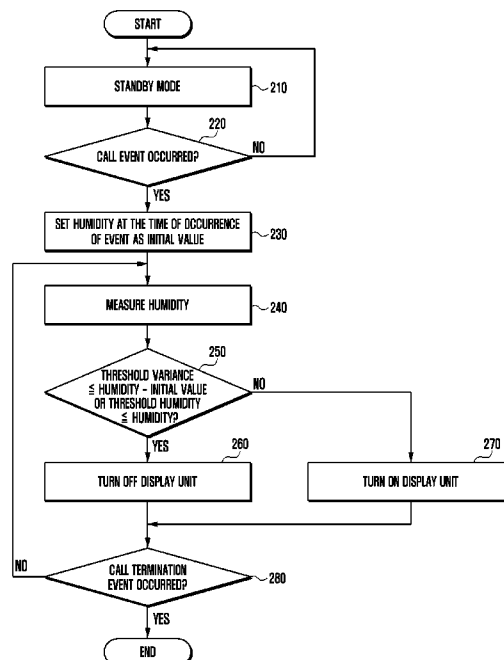 START
STANDBY MODE
210
220
CALL EVENT OCCURRED?
NO
YES
SET HUMIDITY AT THE TIME OF OCCURRENCE
OF EVENT AS INITIAL VALUE
230
MEASURE HUMIDITY
240
250
THRESHOLD VARIANCE
≦ HUMIDITY - INITIAL VALUE
OR THRESHOLD HUMIDITY
≦ HUMIDITY?
NO
YES
260
TURN OFF DISPLAY UNIT
270
TURN ON DISPLAY UNIT
NO
CALL TERMINATION
EVENT OCCURRED?
280
YES
END